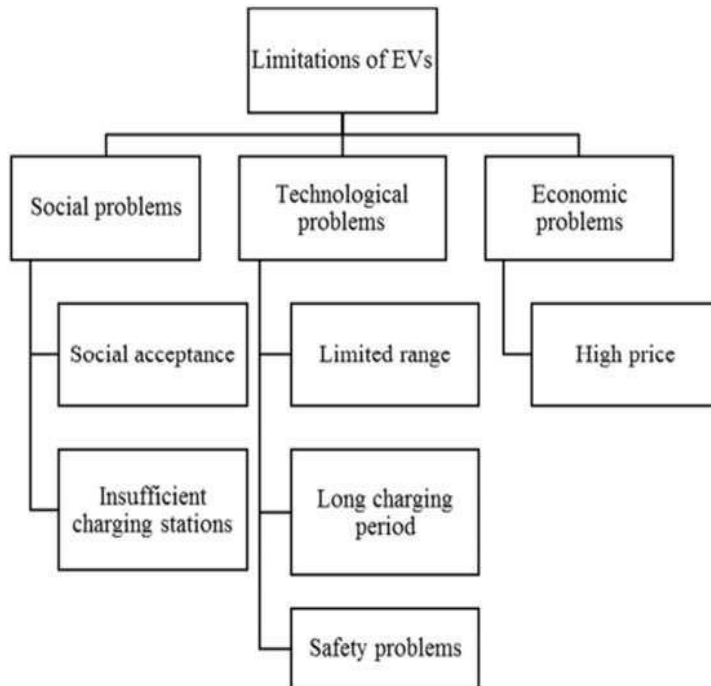 Limitations of EVs
Social problems
Technological
problems
Economic
problems
Social acceptance
Limited range
High price
Insufficient
charging stations
Long charging
period
Safety problems